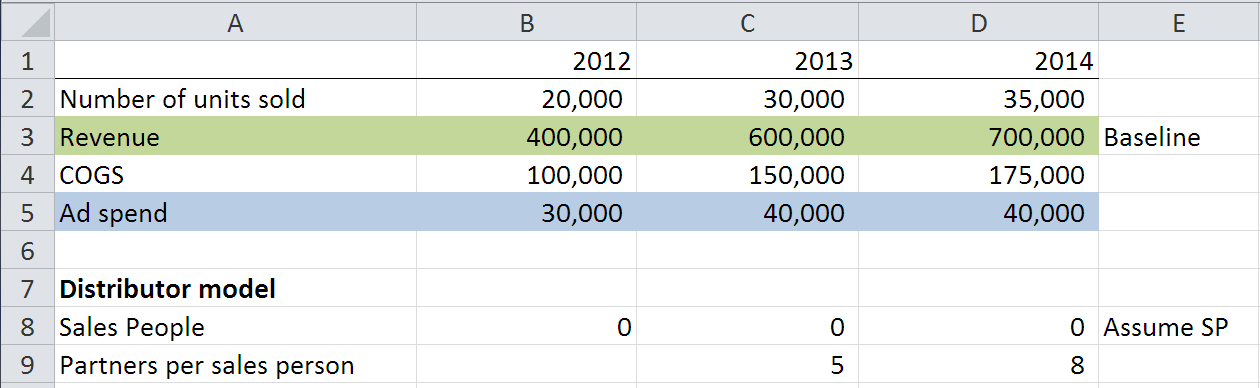 A B C D E
1 2012 2013 2014
2 Number of units sold 20,000 30,000 35,000
3 Revenue 400,000 600,000 700,000 Baseline
4 COGS 100,000 150,000 175,000
5 Ad spend 30,000 40,000 40,000
6
7 Distributor model
8 Sales People 0 0 0 Assume SP
9 Partners per sales person 5 8